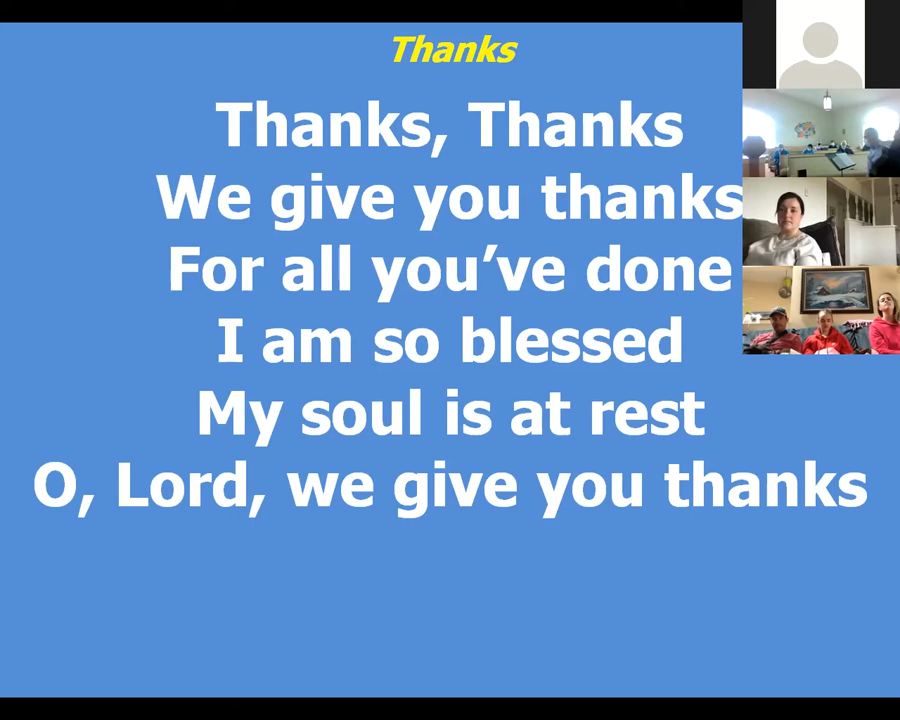 Thanks
Thanks, Thanks
We give you thanks
For all you’ve done
I am so blessed
My soul is at rest
O, Lord, we give you thanks